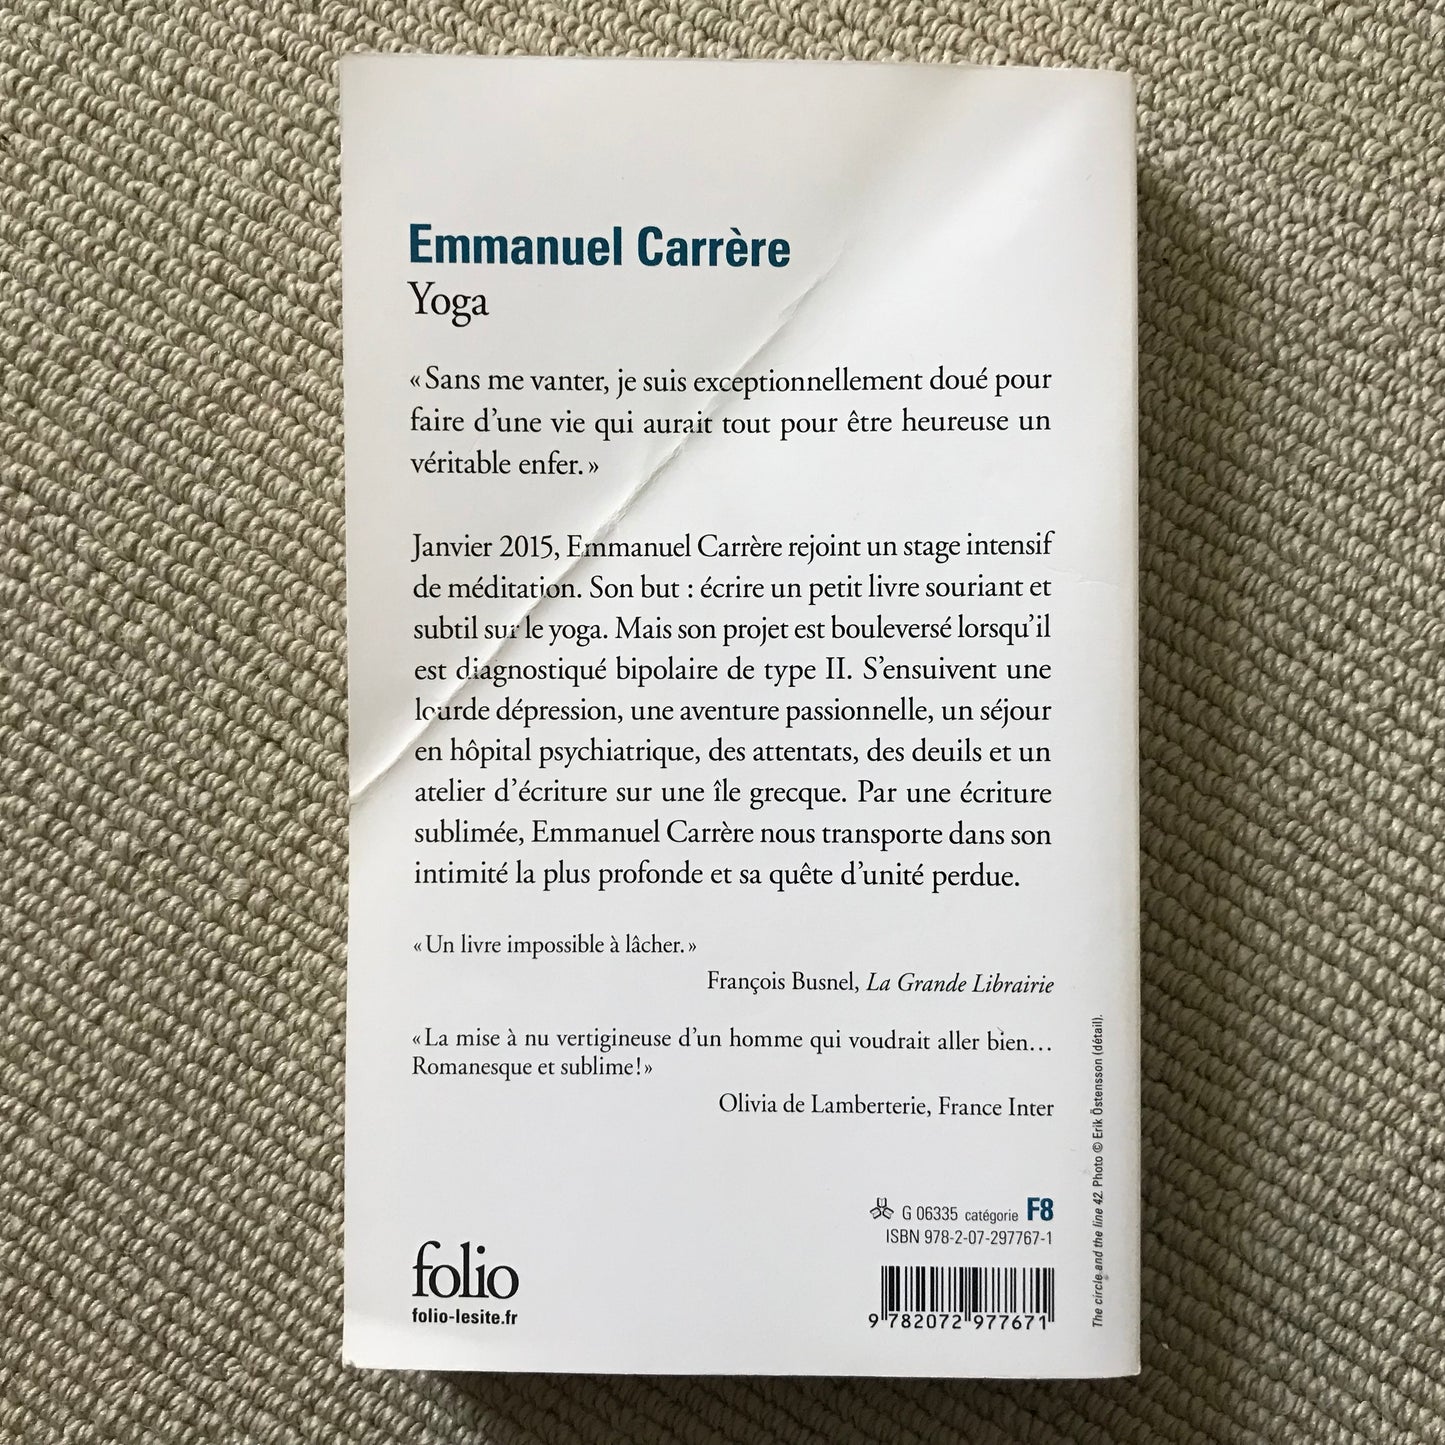 Emmanuel Carrère
Yoga
« Sans me vanter, je suis exceptionnellement doué pour
faire d’une vie qui aurait tout pour être heureuse un
véritable enfer. »
Janvier 2015, Emmanuel Carrère rejoint un stage intensif
de méditation. Son but : écrire un petit livre souriant et
subtil sur le yoga. Mais son projet est bouleversé lorsqu’il
est diagnostiqué bipolaire de type II. S’ensuivent une
lourde dépression, une aventure passionnelle, un séjour
en hôpital psychiatrique, des attentats, des deuils et un
atelier d’écriture sur une île grecque. Par une écriture
sublimée, Emmanuel Carrère nous transporte dans son
intimité la plus profonde et sa quête d’unité perdue.
« Un livre impossible à lâcher. »
François Busnel, La Grande Librairie
« La mise à nu vertigineuse d’un homme qui voudrait aller bien…
Romanesque et sublime ! »
Olivia de Lamberterie, France Inter
G 06335 catégorie F8
ISBN 978-2-07-297767-1
folio
folio-lesite.fr
9 782072 977671
The circle and the line 42. Photo © Erik Östensson (détail).